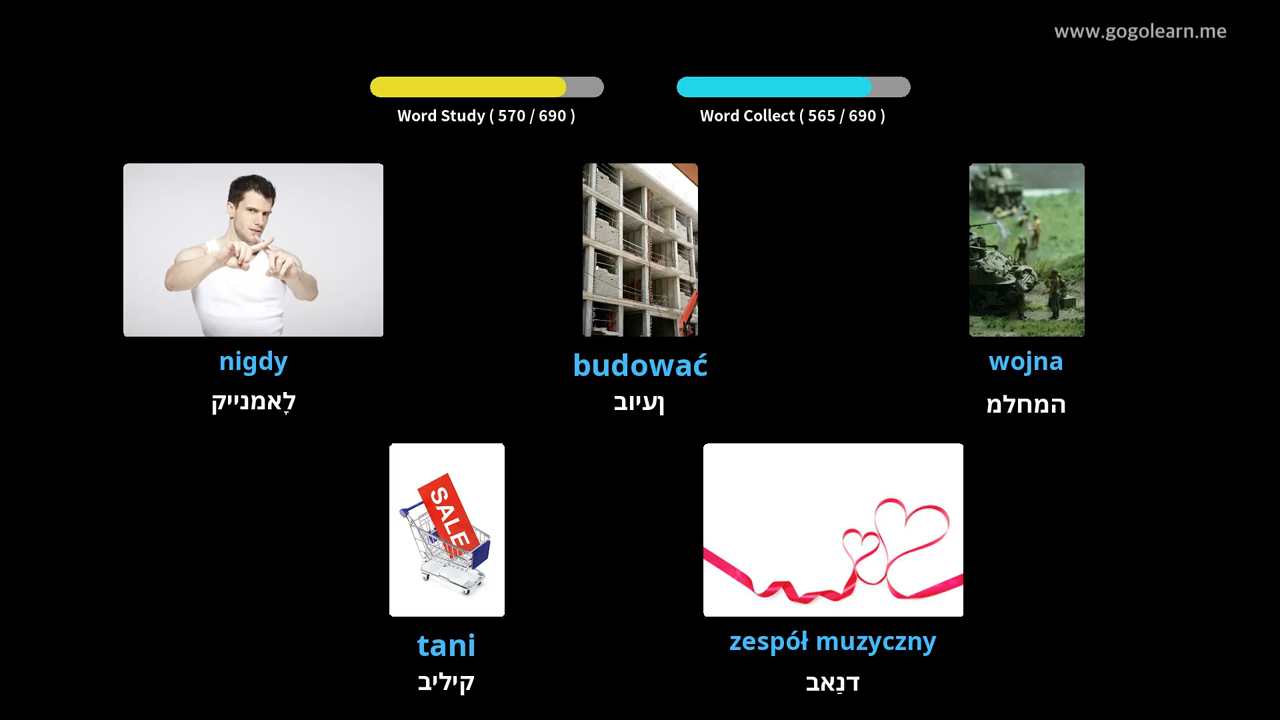 www.gogolearn.me
Word Study ( 570 / 690 )
Word Collect ( 565 / 690 )
nigdy
budować
wojna
לָאמנייק
ןעיוב
המחלמ
tani
zespół muzyczny
קיליב
דנַאב
SALE